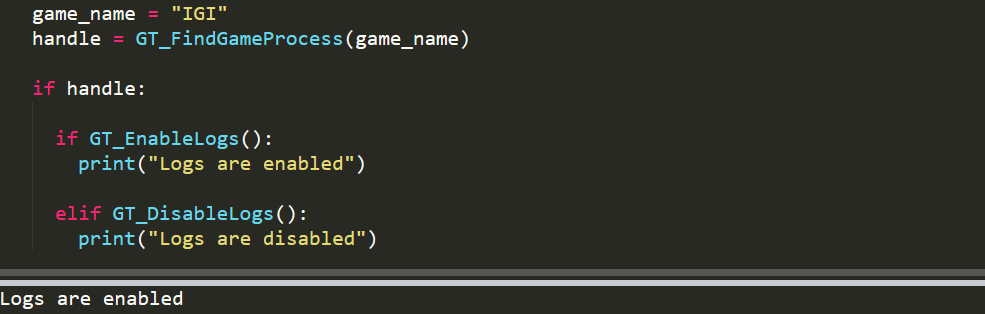 game_name = "IGI"
handle = GT_FindGameProcess(game_name)
if handle:
if GT_EnableLogs():
print("Logs are enabled")
elif GT_DisableLogs():
print("Logs are disabled")
Logs are enabled